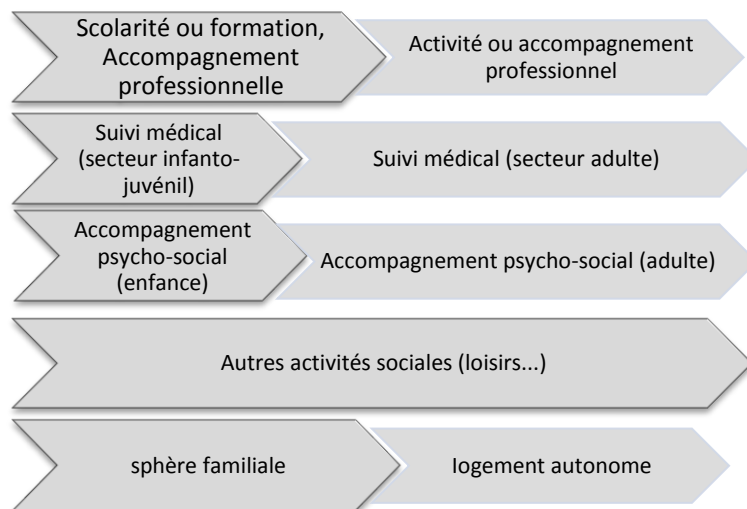 Scolarité ou formation,
Accompagnement
professionnelle
Activité ou accompagnement
professionnel
Suivi médical
(secteur infanto-
juvénil)
Suivi médical (secteur adulte)
Accompagnement
psycho-social
(enfance)
Accompagnement psycho-social (adulte)
Autres activités sociales (loisirs...)
sphère familiale
logement autonome